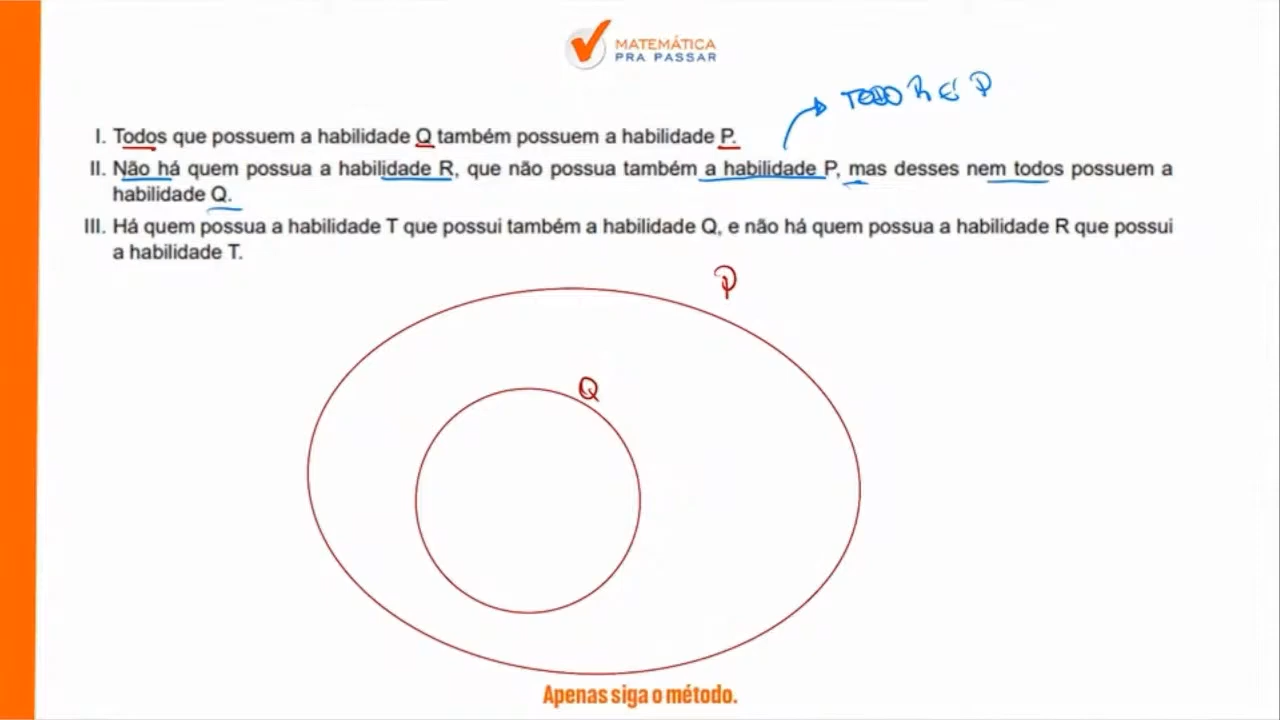 MATEMÁTICA
PRA PASSAR
TODO R É P
I. Todos que possuem a habilidade Q também possuem a habilidade P.
II. Não há quem possua a habilidade R, que não possua também a habilidade P, mas desses nem todos possuem a
habilidade Q.
III. Há quem possua a habilidade T que possui também a habilidade Q, e não há quem possua a habilidade R que possui
a habilidade T.
P
Q
Apenas siga o método.